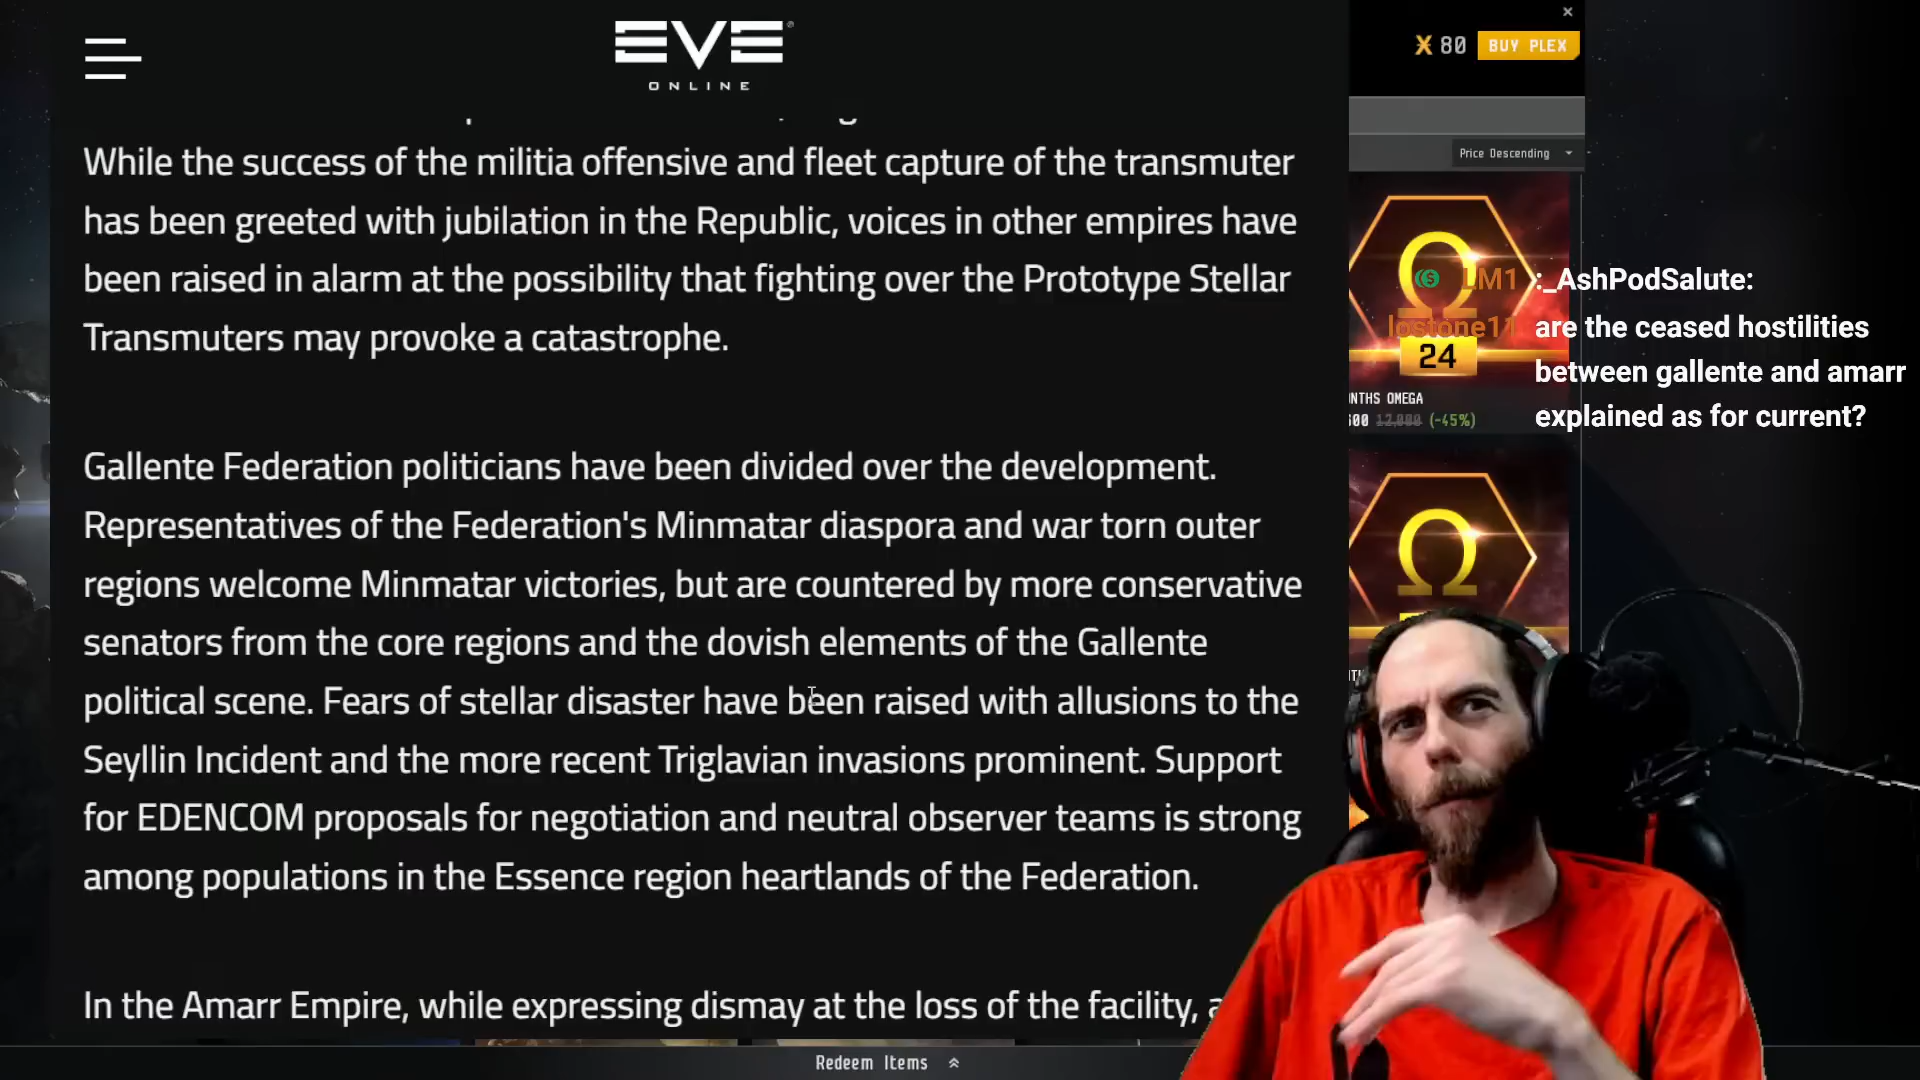 EVE
ONLINE
80
BUY PLEX
Price Descending
While the success of the militia offensive and fleet capture of the transmuter
has been greeted with jubilation in the Republic, voices in other empires have
been raised in alarm at the possibility that fighting over the Prototype Stellar
Transmuters may provoke a catastrophe.
Gallente Federation politicians have been divided over the development.
Representatives of the Federation's Minmatar diaspora and war torn outer
regions welcome Minmatar victories, but are countered by more conservative
senators from the core regions and the dovish elements of the Gallente
political scene. Fears of stellar disaster have been raised with allusions to the
Seyllin Incident and the more recent Triglavian invasions prominent. Support
for EDENCOM proposals for negotiation and neutral observer teams is strong
among populations in the Essence region heartlands of the Federation.
In the Amarr Empire, while expressing dismay at the loss of the facility,
Ω
24
OMEGA
12,000 (-45%)
Ω
LM1 :_AshPodSalute:
lostone11 are the ceased hostilities
between gallente and amarr
explained as for current?
Redeem Items